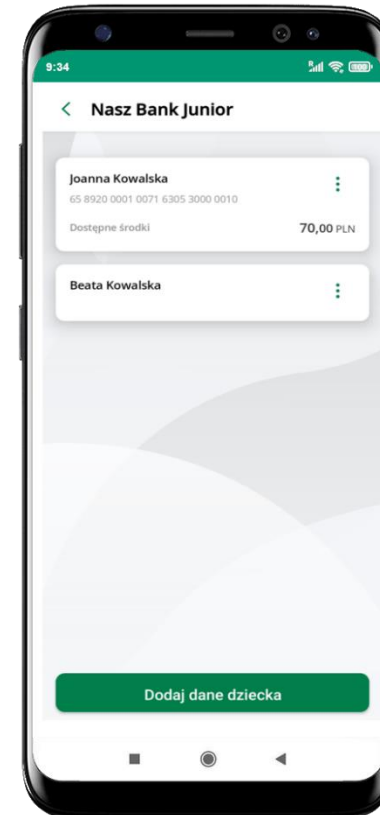 9:34
Nasz Bank Junior
Joanna Kowalska
65 8920 0001 0071 6305 3000 0010
Dostępne środki
70,00 PLN
Beata Kowalska
Dodaj dane dziecka